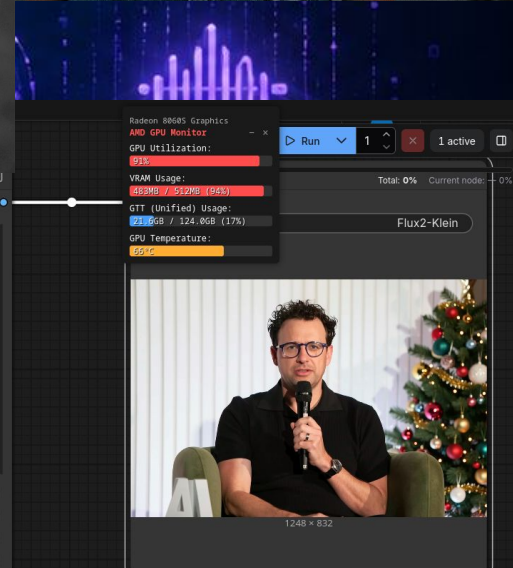 Radeon 8060S Graphics
AMD GPU Monitor − ×
GPU Utilization:
91%
VRAM Usage:
483MB / 512MB (94%)
GTT (Unified) Usage:
21.6GB / 124.0GB (17%)
GPU Temperature:
66°C
Run
1
1 active
Total: 0% Current node: 0%
Flux2-Klein
AI
1248 × 832